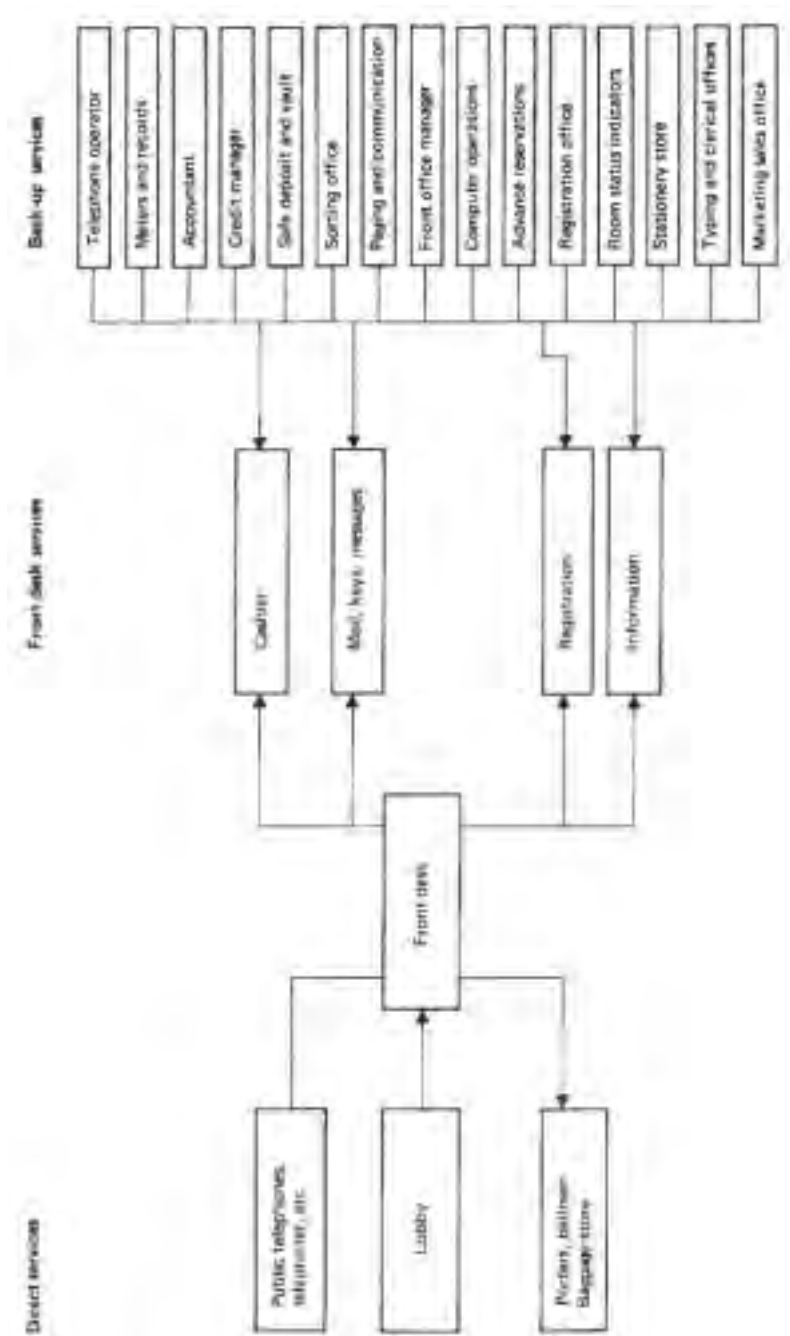 Direct services
Public telephones,
teleprinter, etc.
Lobby
Porters, bellmen
Baggage store
Front desk
Front desk services
Cashier
Mail, keys, messages
Registration
Information
Back-up services
Telephone operator
Meters and records
Accountant
Credit manager
Safe deposit and vault
Sorting office
Paging and communication
Front office manager
Computer operations
Advance reservations
Registration office
Room status indicators
Stationery store
Typing and clerical offices
Marketing sales office